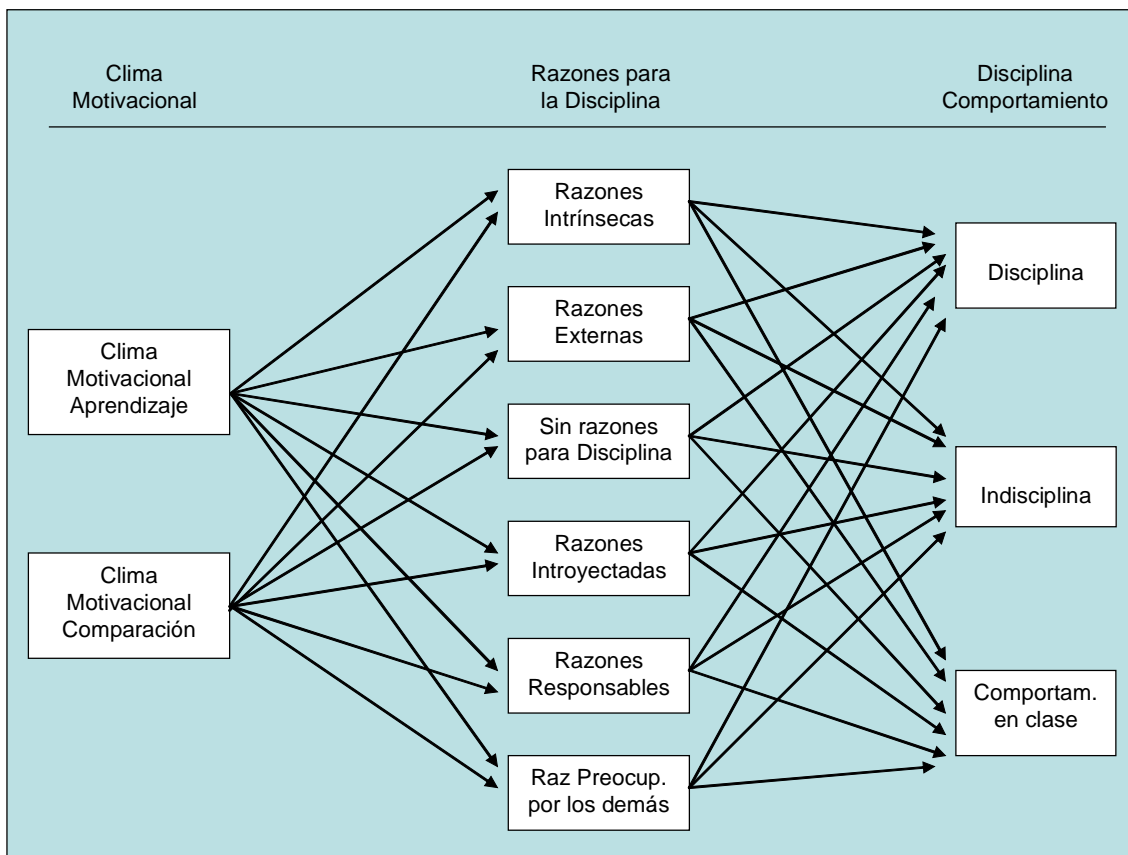 Clima
Motivacional
Razones para
la Disciplina
Disciplina
Comportamiento
Clima
Motivacional
Aprendizaje
Clima
Motivacional
Comparación
Razones
Intrínsecas
Razones
Externas
Sin razones
para Disciplina
Razones
Introyectadas
Razones
Responsables
Raz Preocup.
por los demás
Disciplina
Indisciplina
Comportam.
en clase